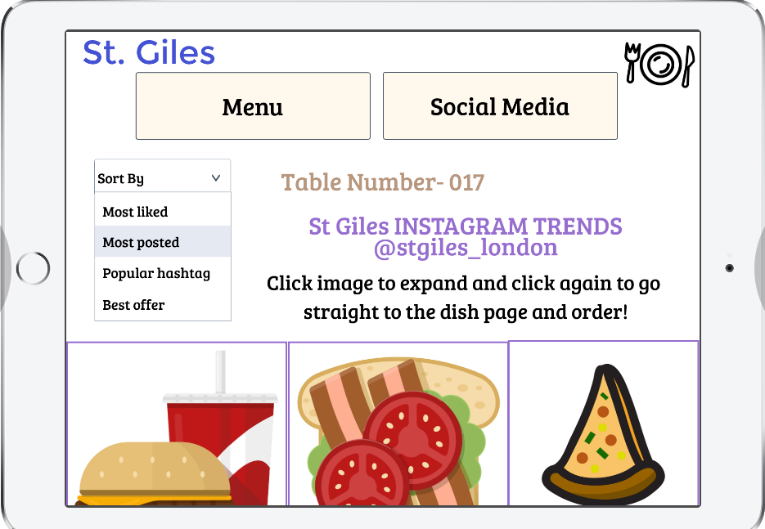 St. Giles
Menu
Social Media
Sort By
Most liked
Most posted
Popular hashtag
Best offer
Table Number- 017
St Giles INSTAGRAM TRENDS
@stgiles_london
Click image to expand and click again to go
straight to the dish page and order!